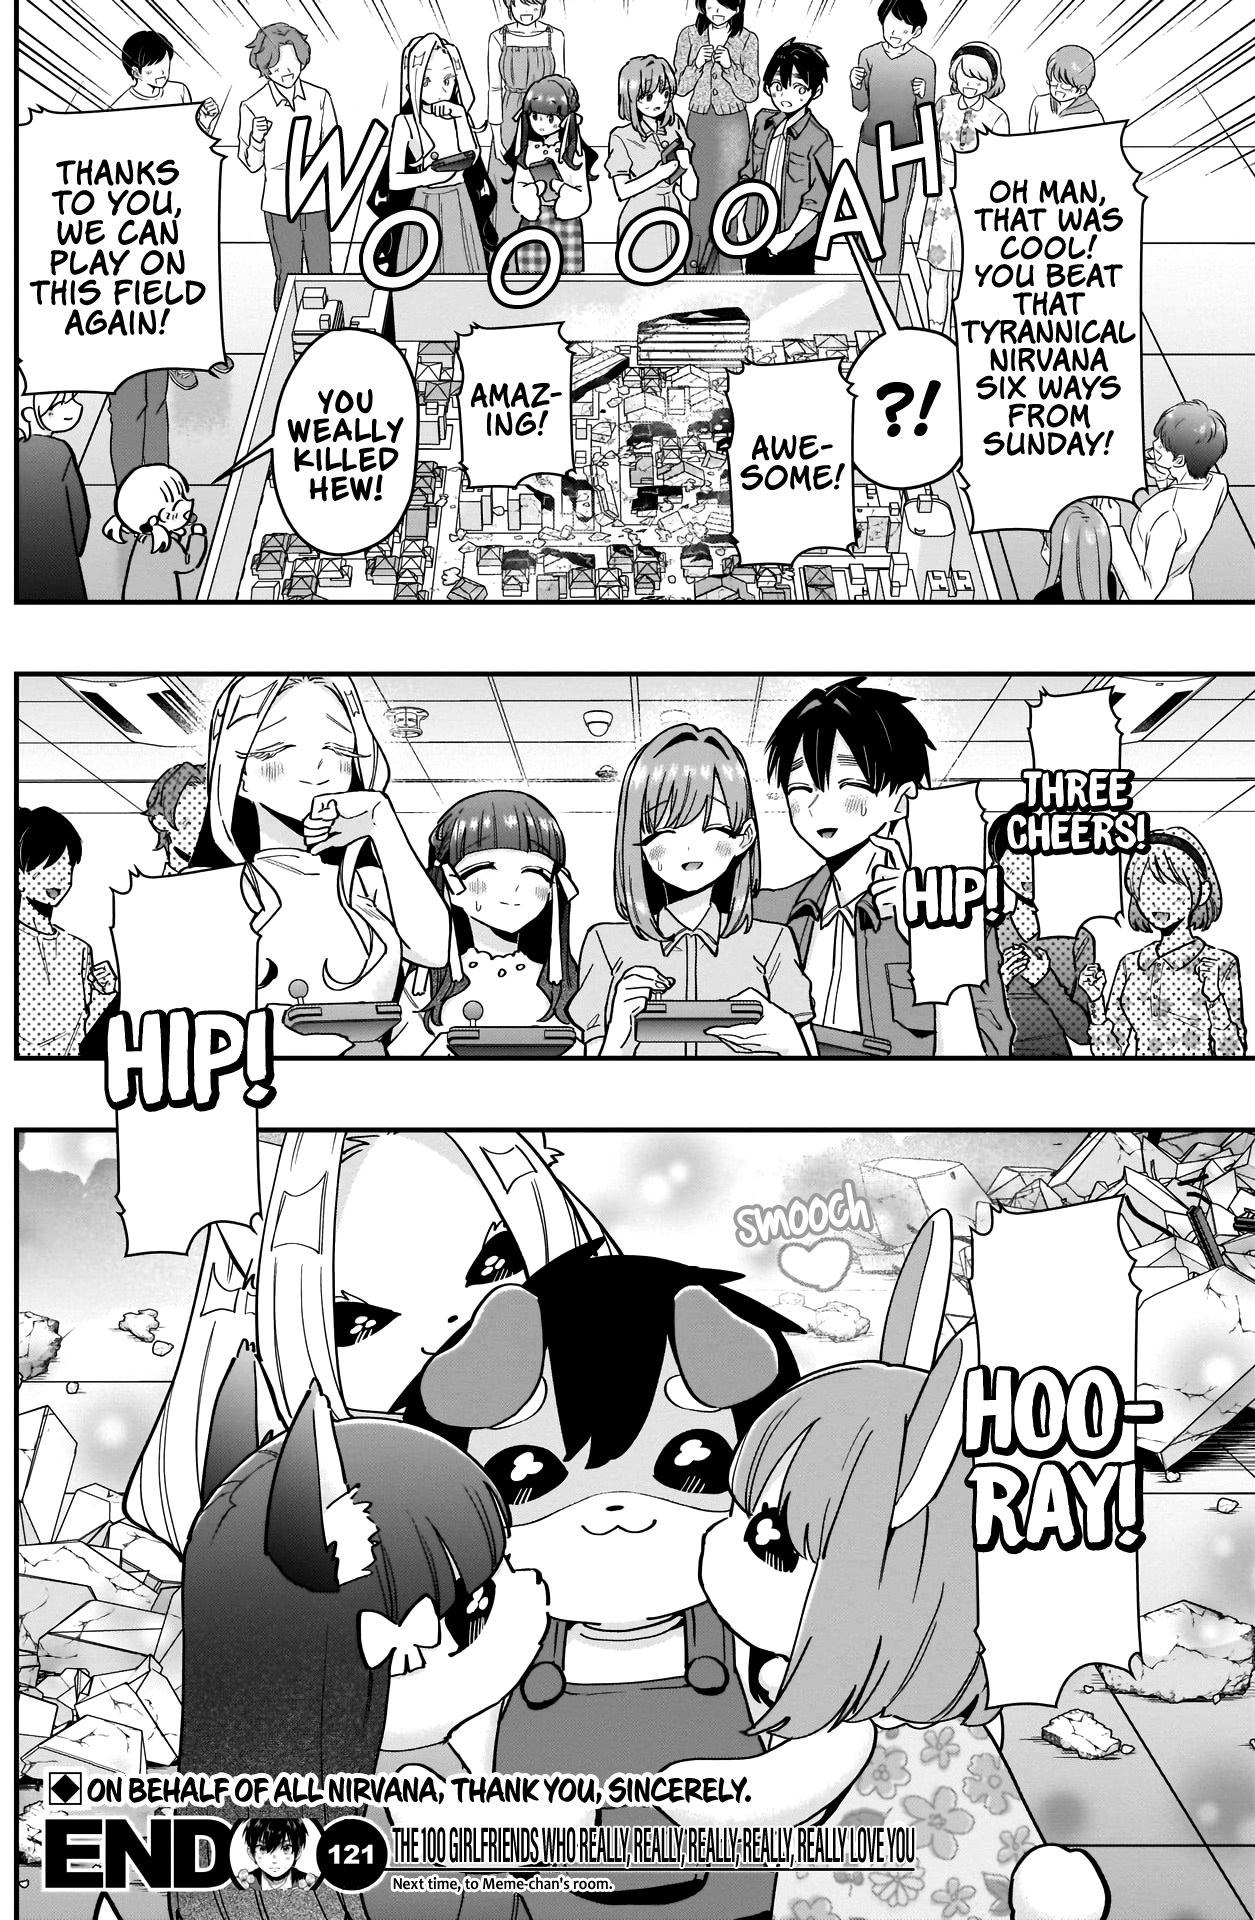 OH MAN,
THAT WAS
COOL!
YOU BEAT
THAT
TYRANNICAL
NIRVANA
SIX WAYS
FROM
SUNDAY!
WOOOOOAH
?!
AWE-
SOME!
AMAZ-
ING!
YOU
WEALLY
KILLED
HEW!
THANKS
TO YOU,
WE CAN
PLAY ON
THIS FIELD
AGAIN!
THREE
CHEERS!
HIP!
HIP!
HOO-
RAY!
SMOOCH
ON BEHALF OF ALL NIRVANA, THANK YOU, SINCERELY.
END 121 THE 100 GIRLFRIENDS WHO REALLY, REALLY, REALLY, REALLY, REALLY LOVE YOU
Next time, to Meme-chan's room.